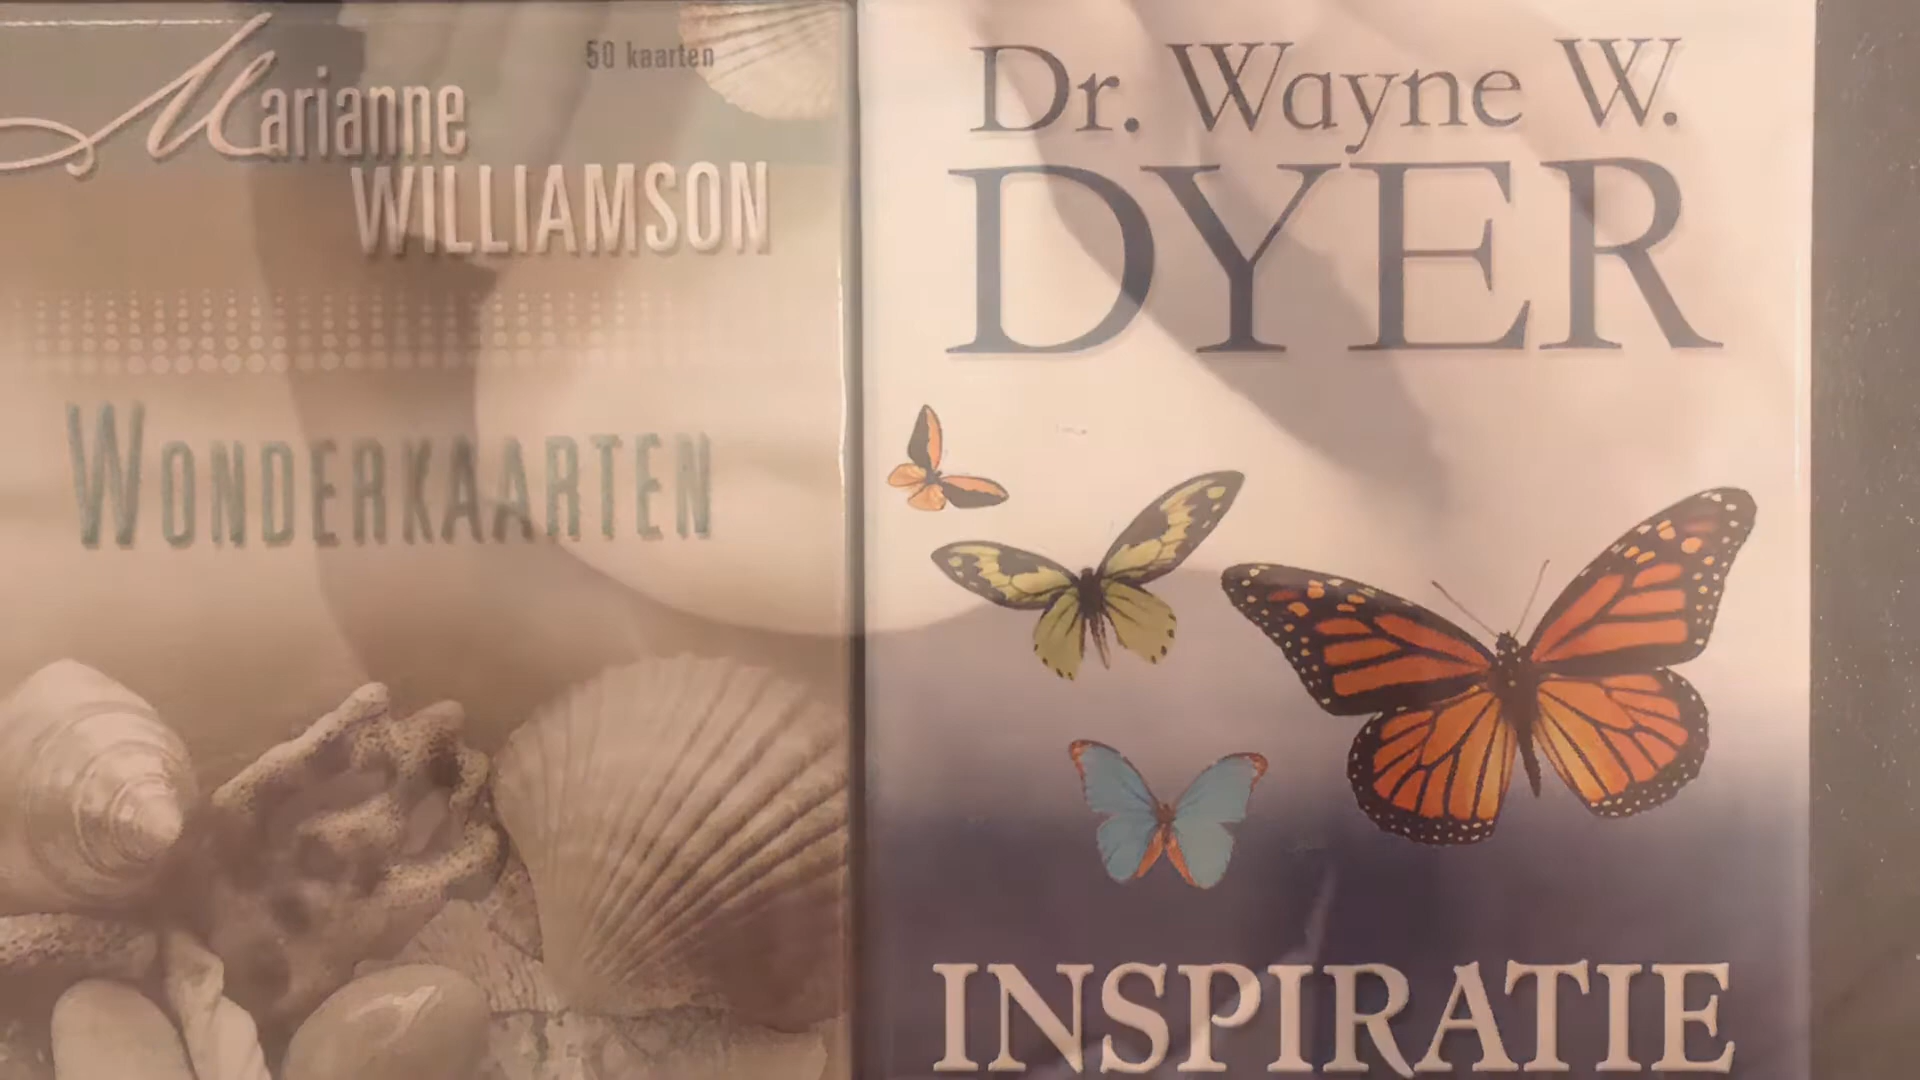 50 kaarten
Marianne
WILLIAMSON
WONDERKAARTEN
Dr. Wayne W.
DYER
INSPIRATIE